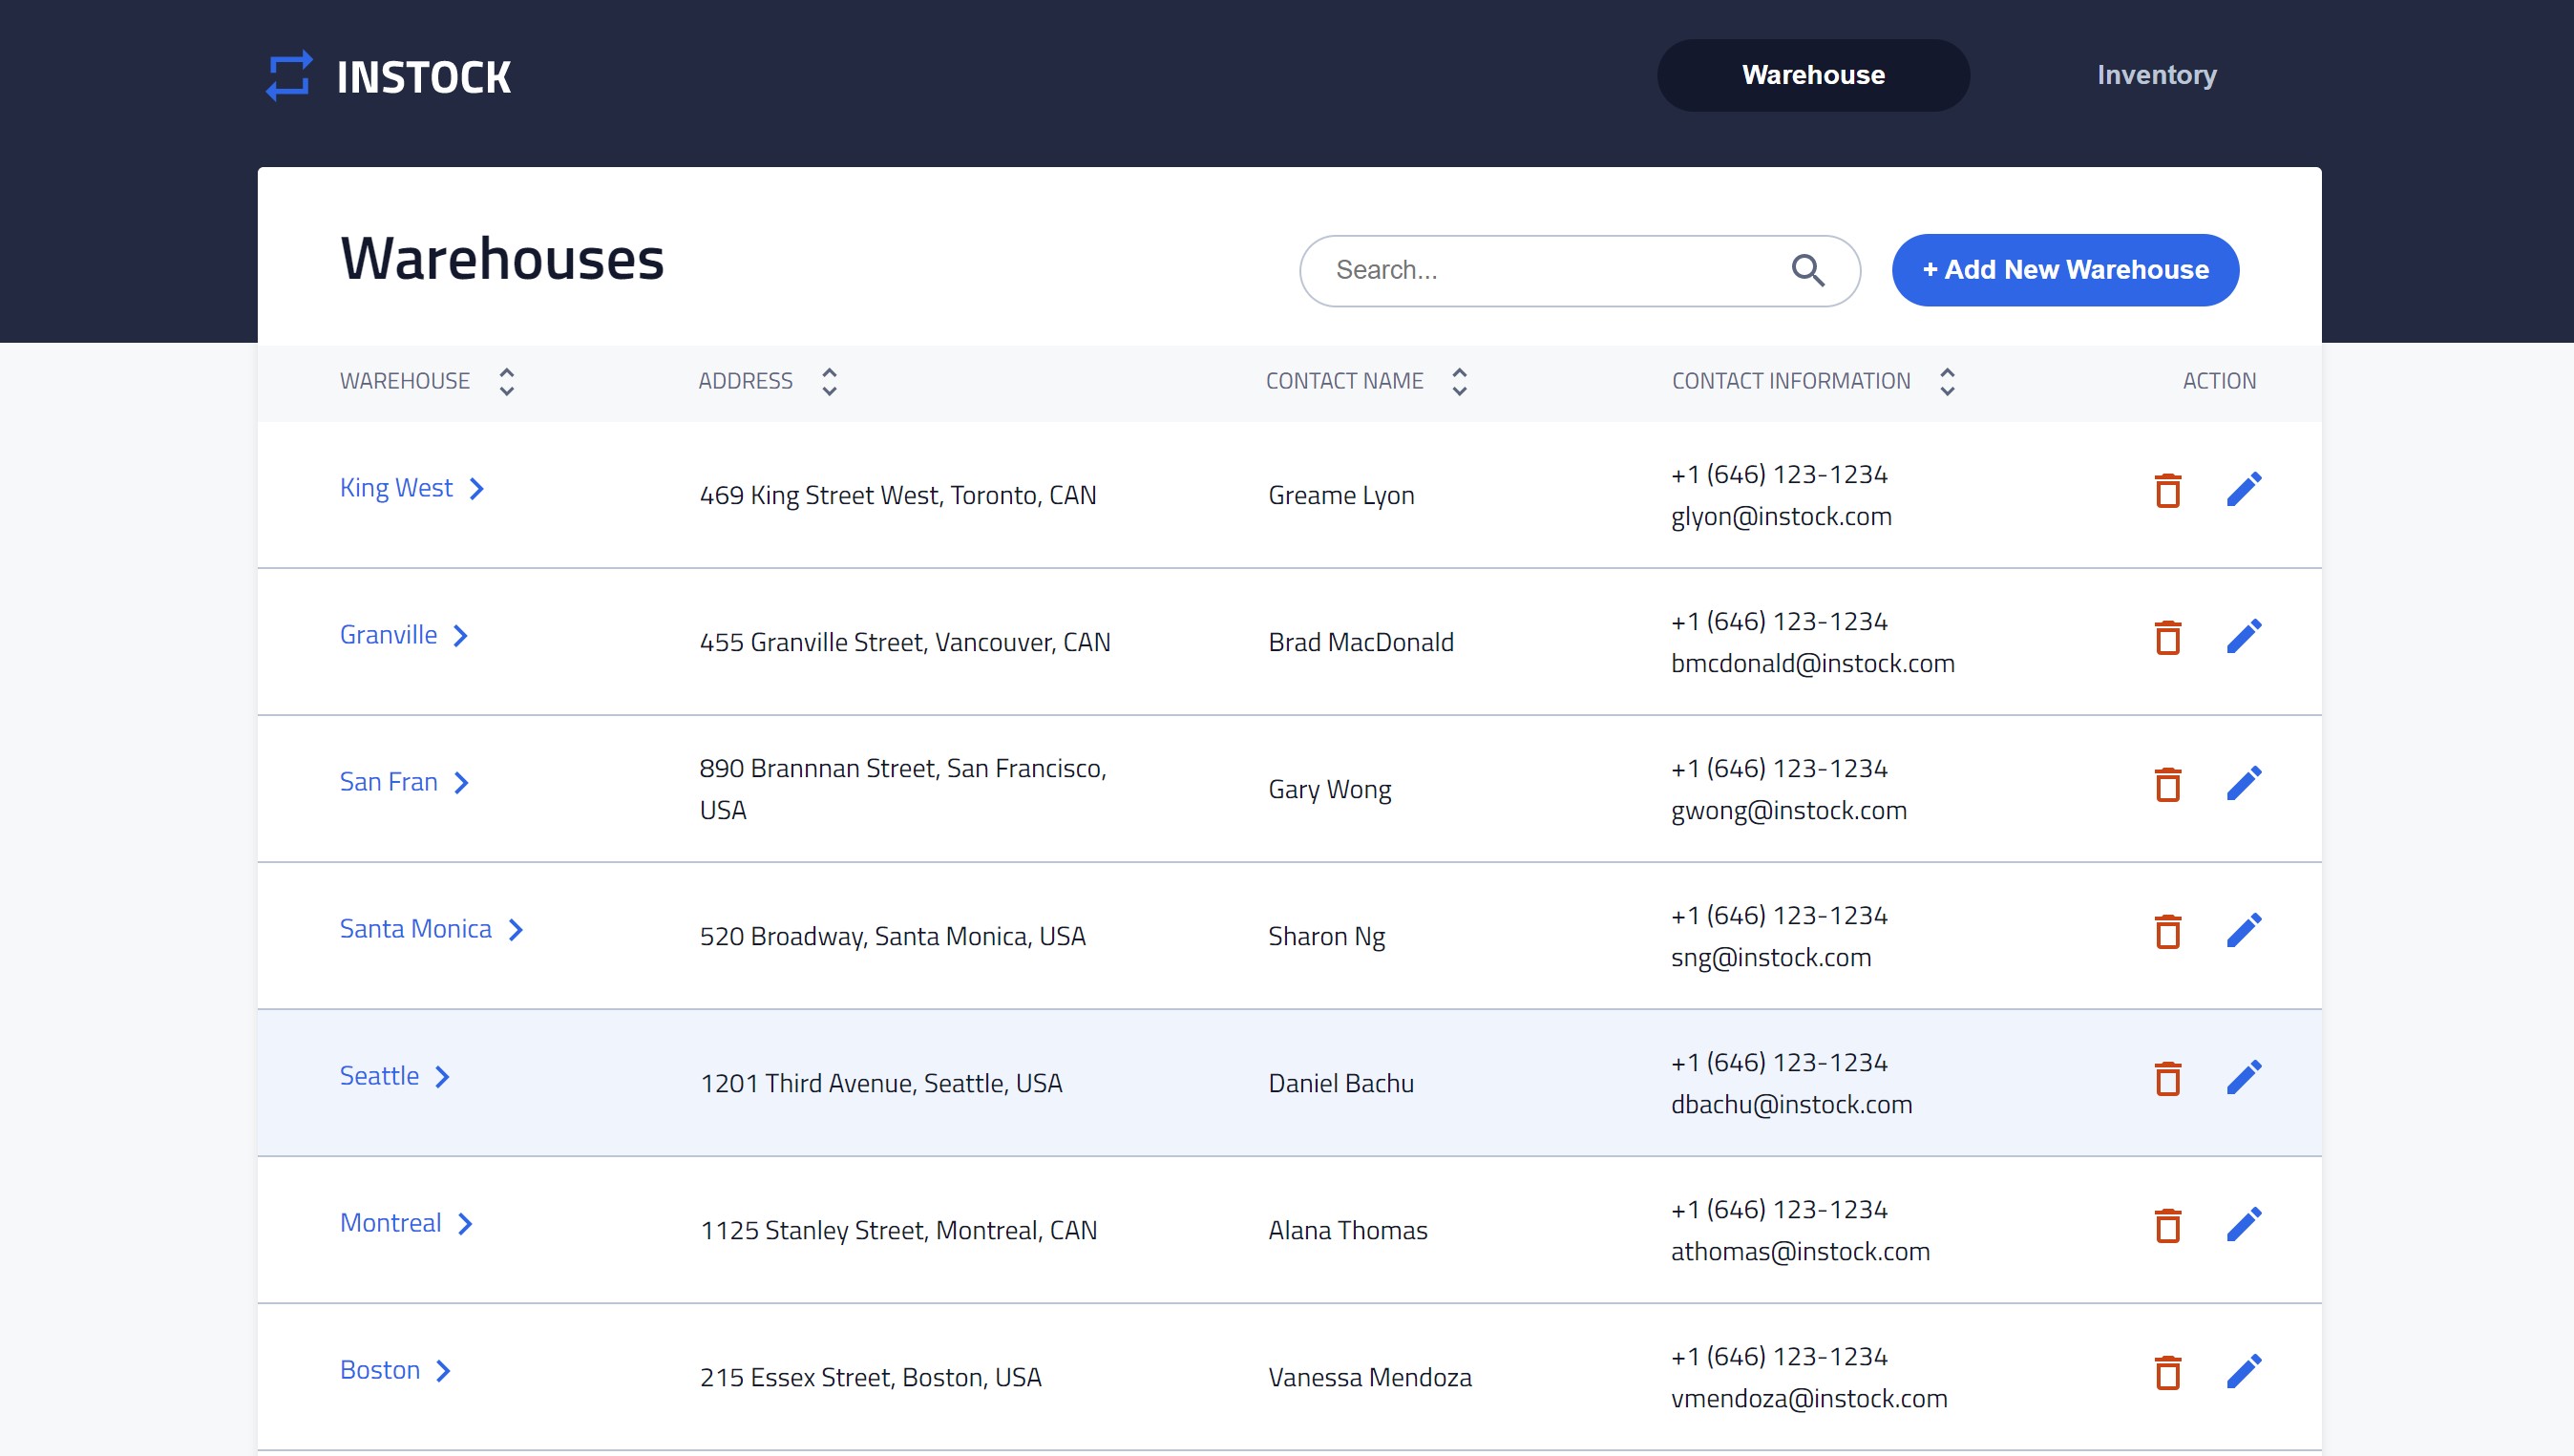 INSTOCK
Warehouse Inventory
Warehouses
Search...
+ Add New Warehouse
WAREHOUSE ADDRESS CONTACT NAME CONTACT INFORMATION ACTION
King West
469 King Street West, Toronto, CAN
Greame Lyon
+1 (646) 123-1234
glyon@instock.com
Granville
455 Granville Street, Vancouver, CAN
Brad MacDonald
+1 (646) 123-1234
bmcdonald@instock.com
San Fran
890 Brannnan Street, San Francisco,
USA
Gary Wong
+1 (646) 123-1234
gwong@instock.com
Santa Monica
520 Broadway, Santa Monica, USA
Sharon Ng
+1 (646) 123-1234
sng@instock.com
Seattle
1201 Third Avenue, Seattle, USA
Daniel Bachu
+1 (646) 123-1234
dbachu@instock.com
Montreal
1125 Stanley Street, Montreal, CAN
Alana Thomas
+1 (646) 123-1234
athomas@instock.com
Boston
215 Essex Street, Boston, USA
Vanessa Mendoza
+1 (646) 123-1234
vmendoza@instock.com